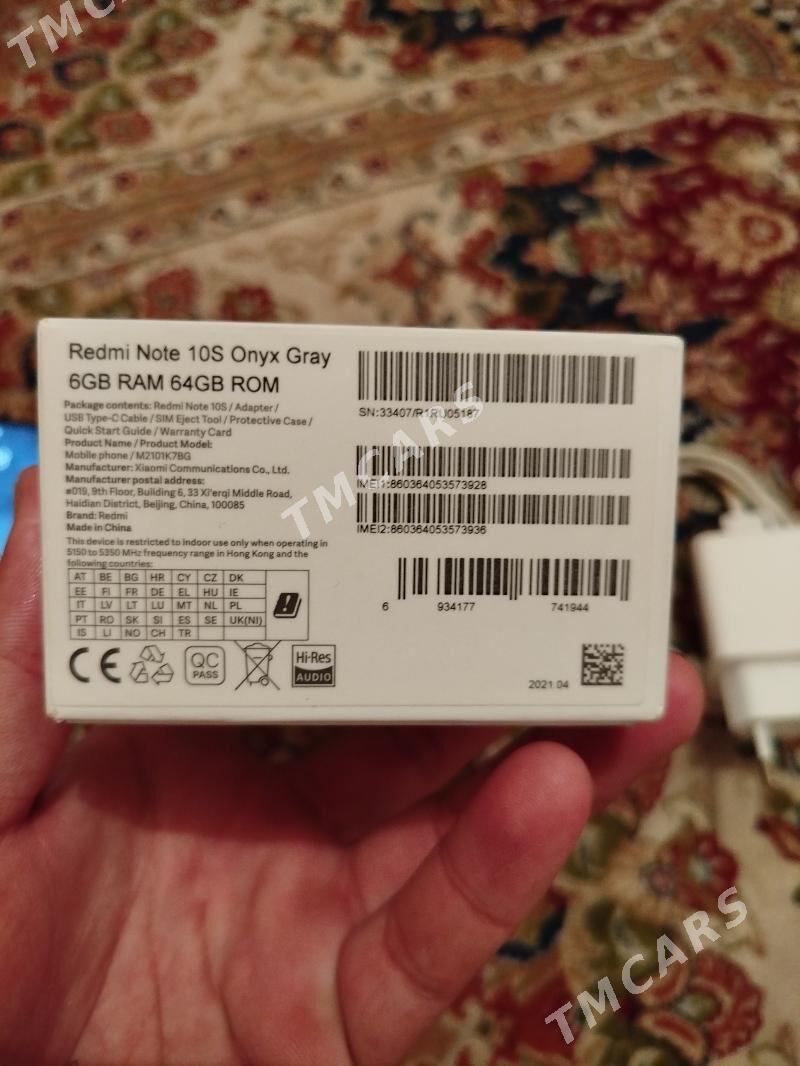 TMCARS
Redmi Note 10S Onyx Gray
6GB RAM 64GB ROM
Package contents: Redmi Note 10S / Adapter /
USB Type-C Cable / SIM Eject Tool / Protective Case /
Quick Start Guide / Warranty Card
Product Name / Product Model:
Mobile phone / M2101K7BG
Manufacturer: Xiaomi Communications Co., Ltd.
Manufacturer postal address:
#019, 9th Floor, Building 6, 33 Xi'erqi Middle Road,
Haidian District, Beijing, China, 100085
Brand: Redmi
Made in China
This device is restricted to indoor use only when operating in
5150 to 5350 MHz frequency range in Hong Kong and the
following countries:
AT BE BG HR CY CZ DK
EE FI FR DE EL HU IE
IT LV LT LU MT NL PL
PT RO SK SI ES SE UK(NI)
IS LI NO CH TR
CE
QC
PASS
Hi-Res
AUDIO
SN:33407/R1RU05187
IMEI1:860364053573928
IMEI2:860364053573936
6 934177 741944
2021.04
TMCARS
TMCARS